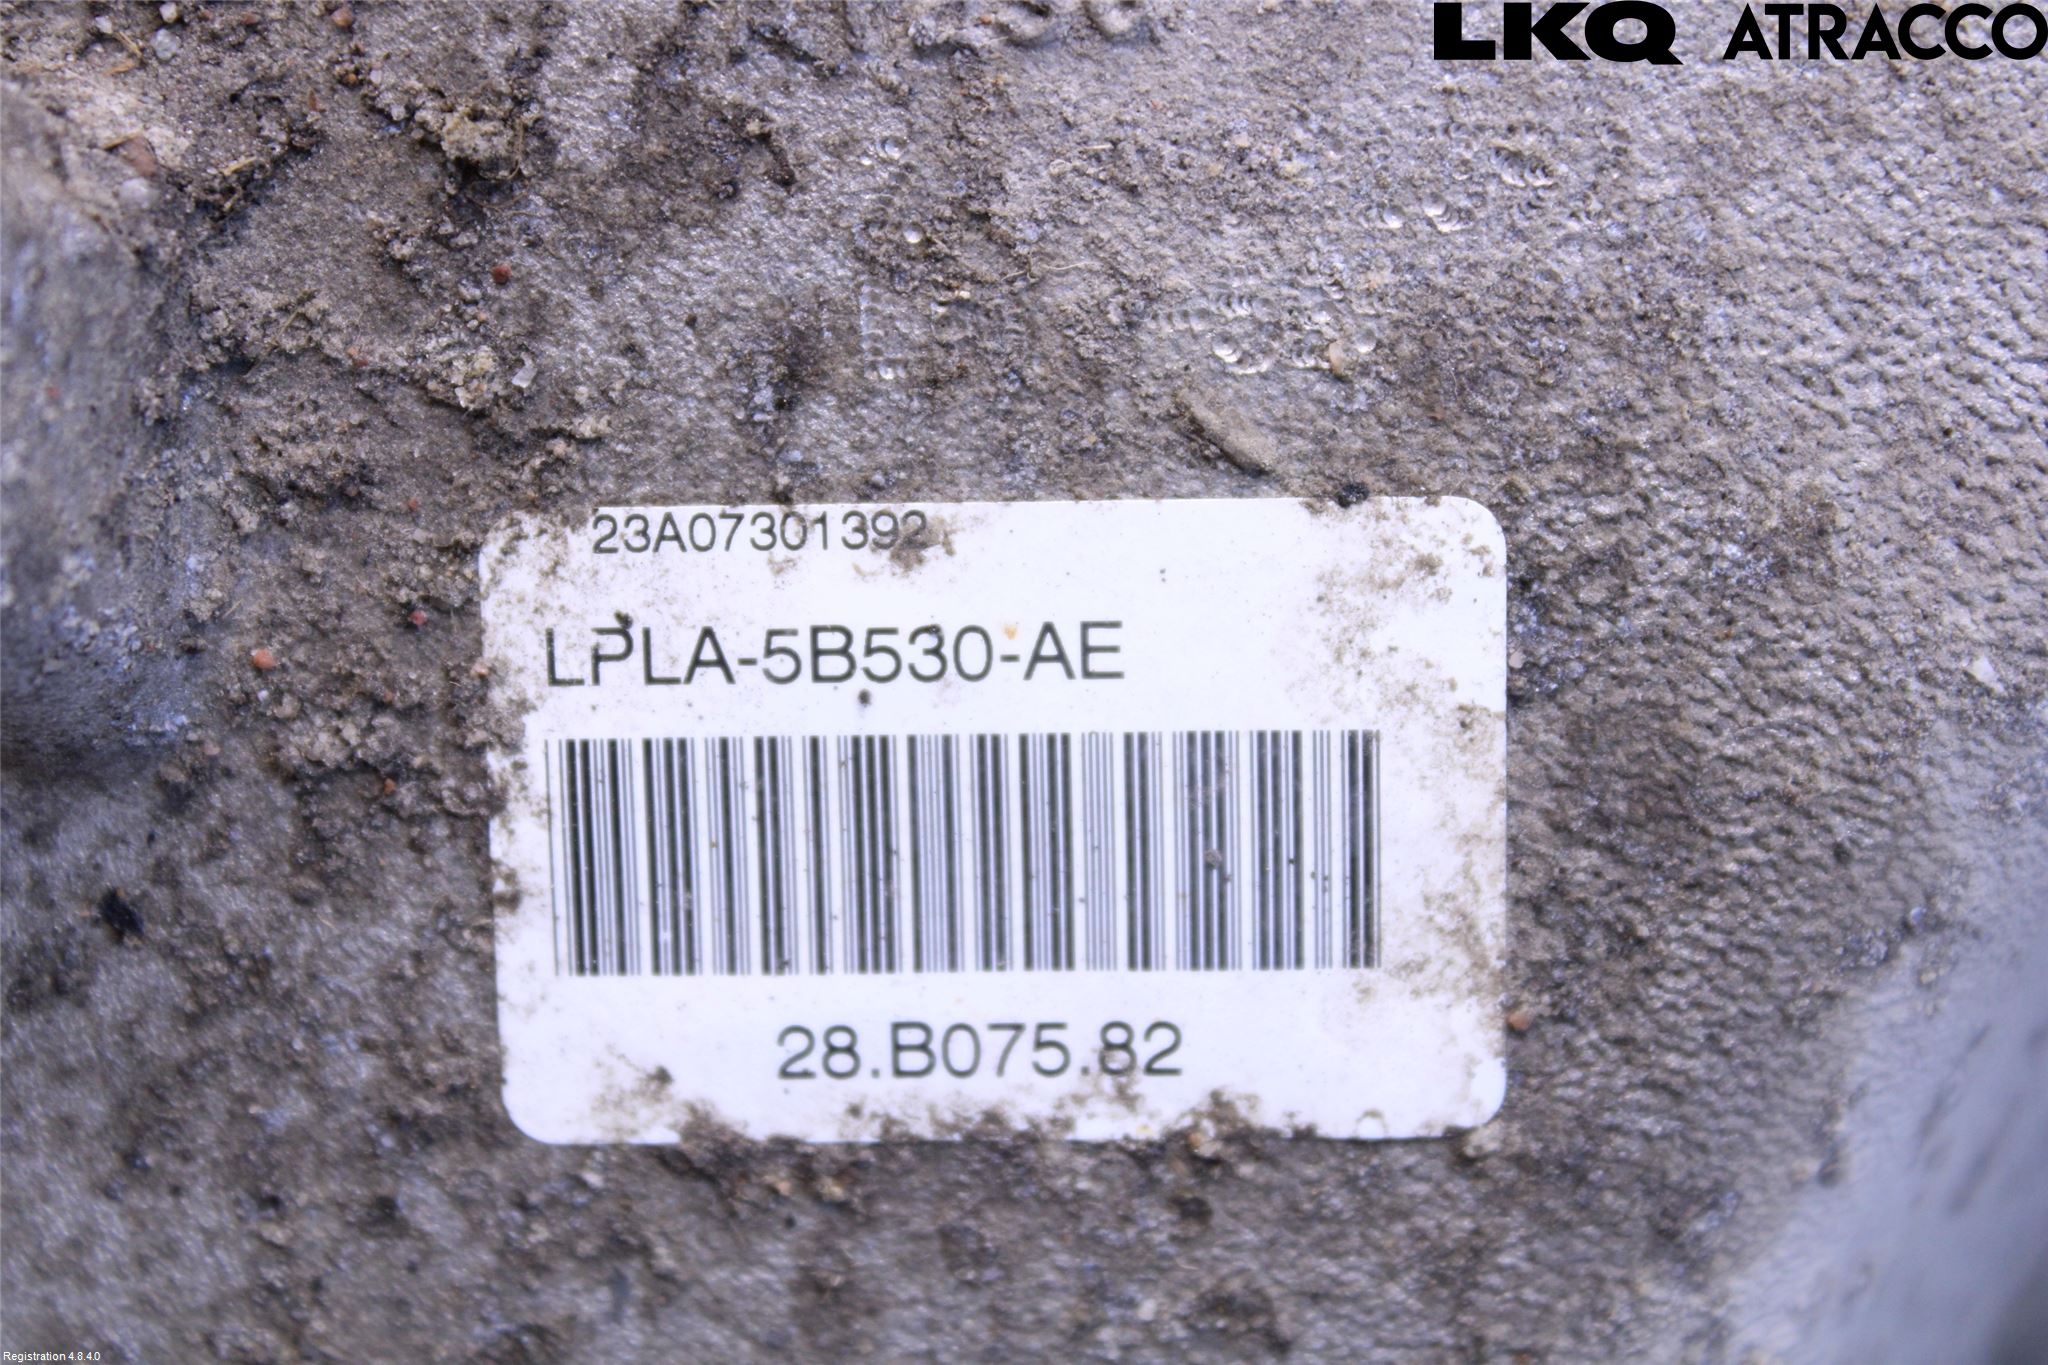 LKQ ATRACCO
23A07301392
LPLA-5B530-AE
28.B075.82
Registration 4.8.4.0